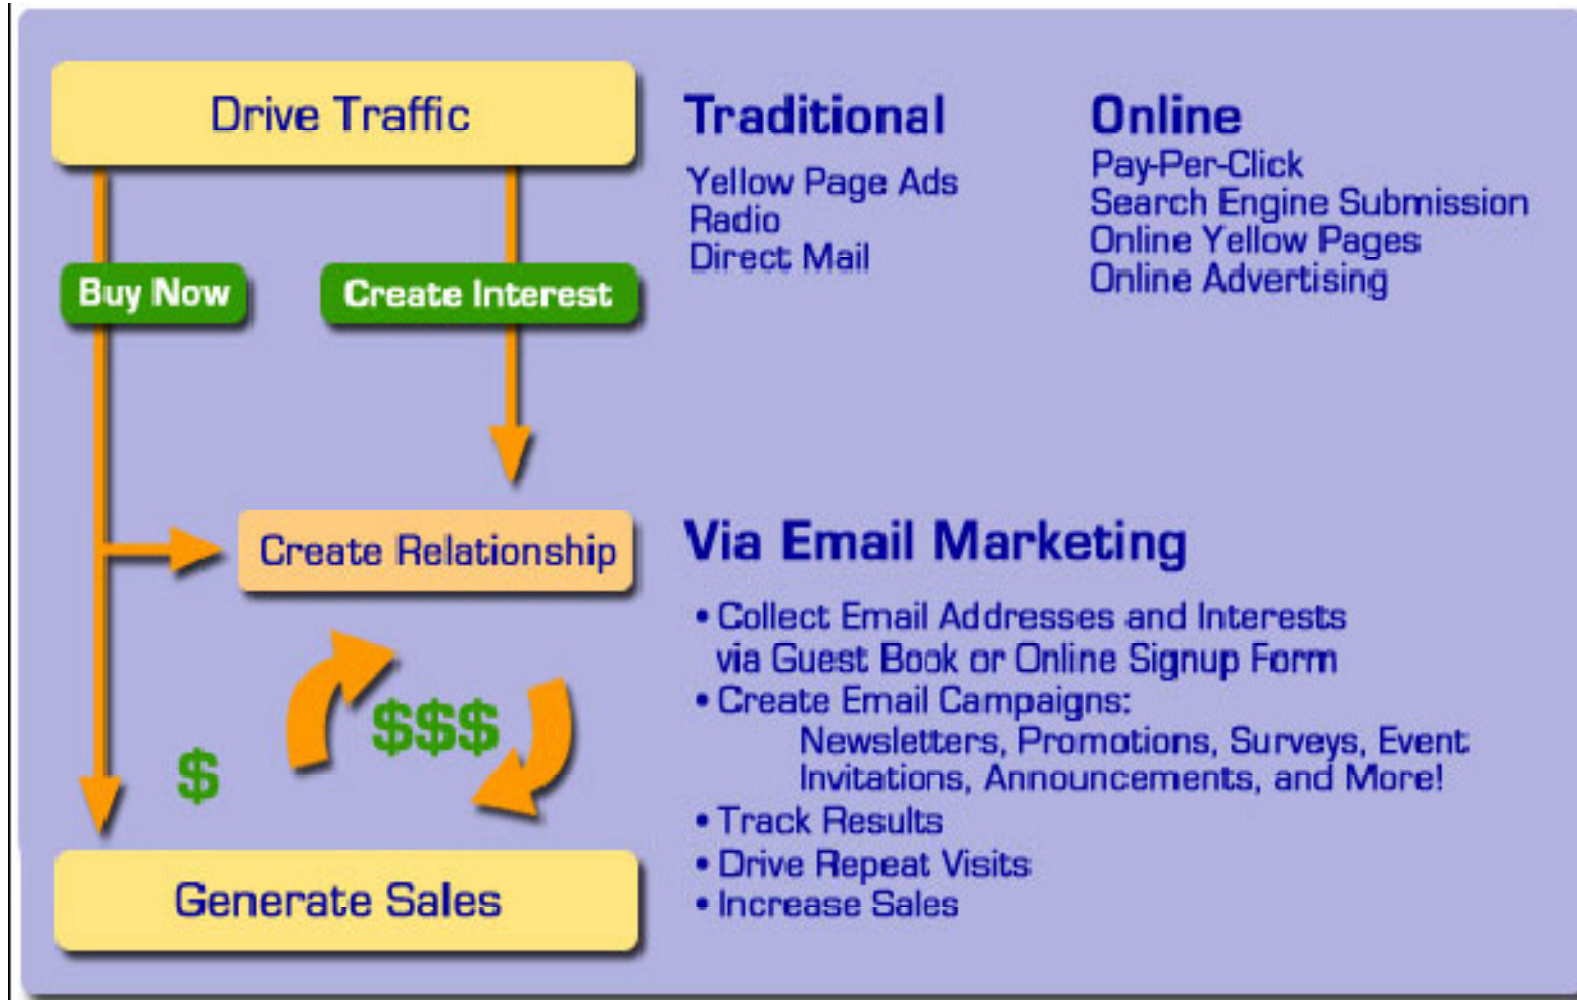 Drive Traffic
Traditional
Yellow Page Ads
Radio
Direct Mail
Online
Pay-Per-Click
Search Engine Submission
Online Yellow Pages
Online Advertising
Buy Now
Create Interest
Create Relationship
Via Email Marketing
• Collect Email Addresses and Interests
via Guest Book or Online Signup Form
• Create Email Campaigns:
Newsletters, Promotions, Surveys, Event
Invitations, Announcements, and More!
• Track Results
• Drive Repeat Visits
• Increase Sales
$$$
$
Generate Sales